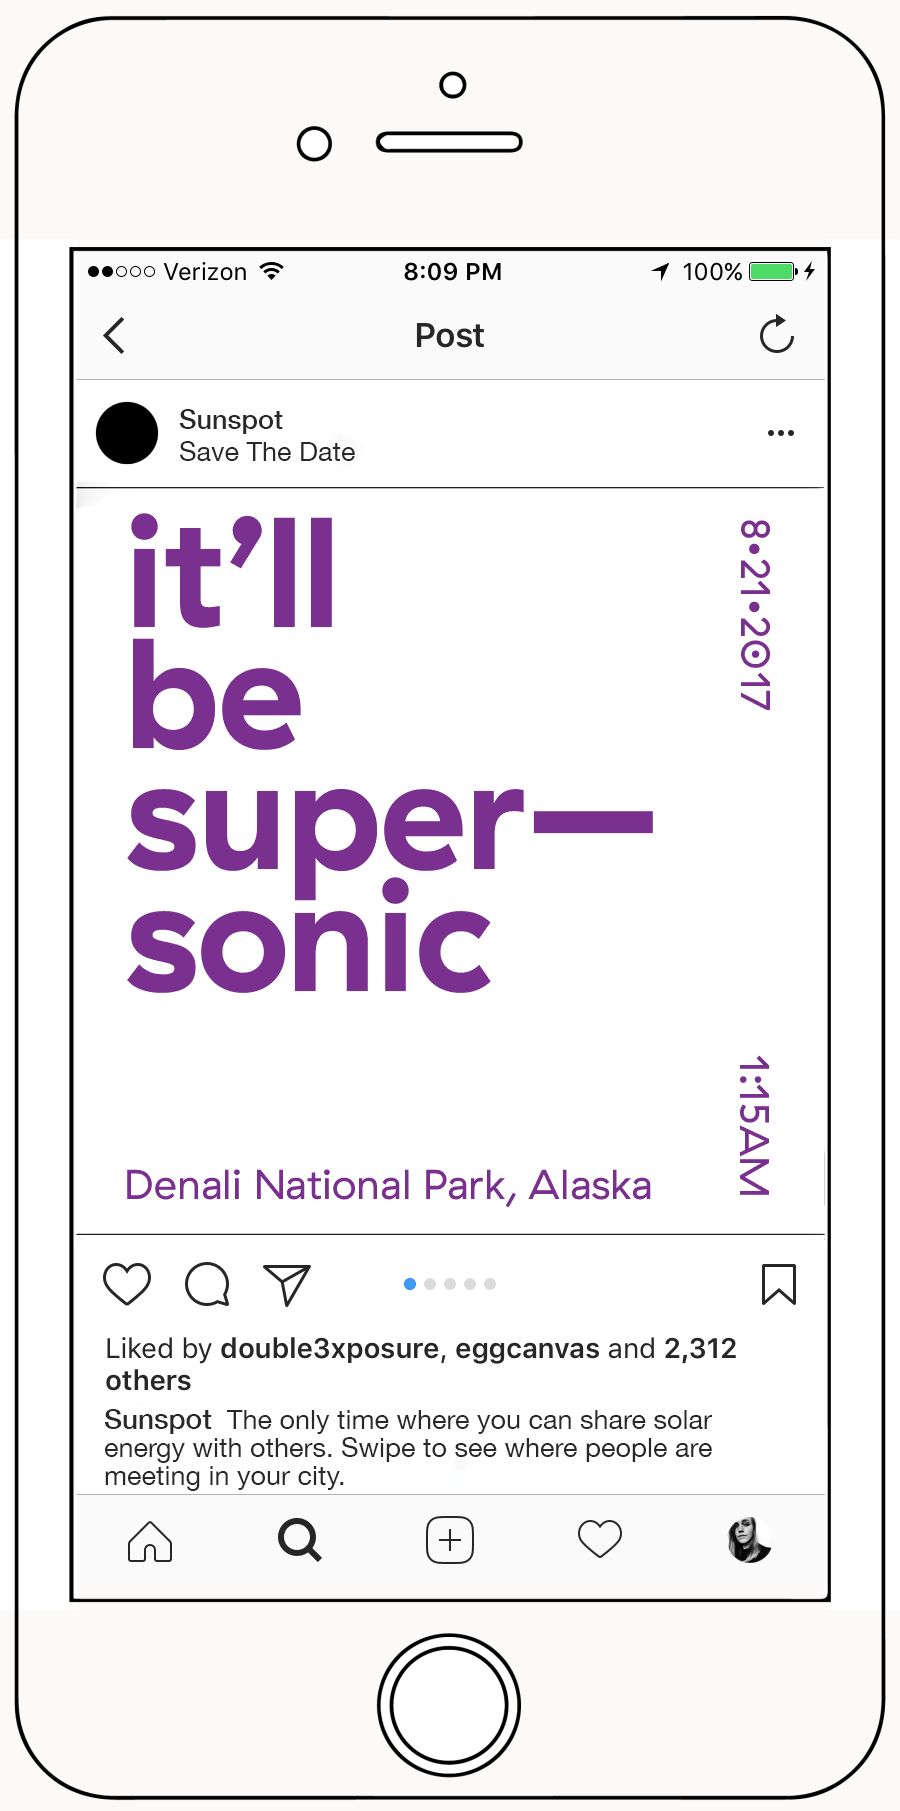 Verizon 8:09 PM 100%
Post
Sunspot
Save The Date
it’ll
be
super—
sonic
8•21•2017
1:15AM
Denali National Park, Alaska
Liked by double3xposure, eggcanvas and 2,312
others
Sunspot The only time where you can share solar
energy with others. Swipe to see where people are
meeting in your city.